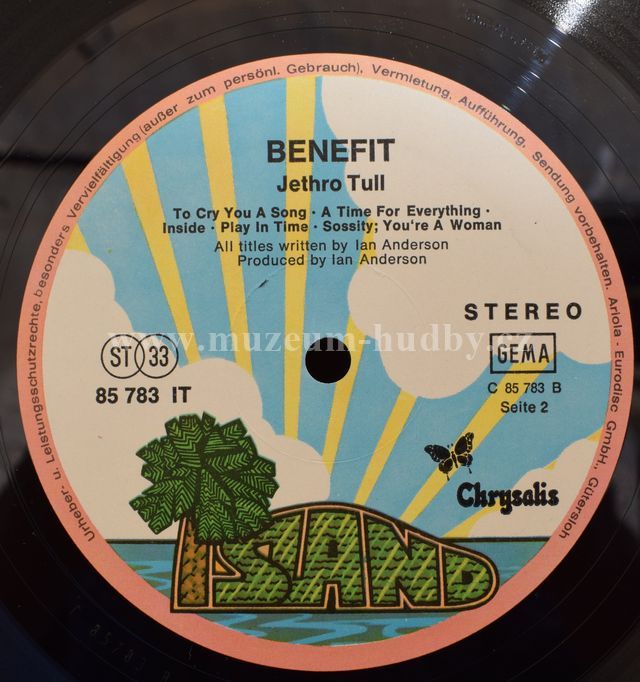 Urheber- u. Leistungsschutzrechte, besonders Vervielfältigung (außer zum persönl. Gebrauch), Vermietung, Aufführung, Sendung vorbehalten. Ariola - Eurodisc GmbH., Gütersloh
BENEFIT
Jethro Tull
To Cry You A Song · A Time For Everything ·
Inside · Play In Time · Sossity; You're A Woman
All titles written by Ian Anderson
Produced by Ian Anderson
STEREO
www.muzeum-hudby.cz
ST 33
GEMA
85 783 IT
C 85 783 B
Seite 2
Chrysalis
ISLAND